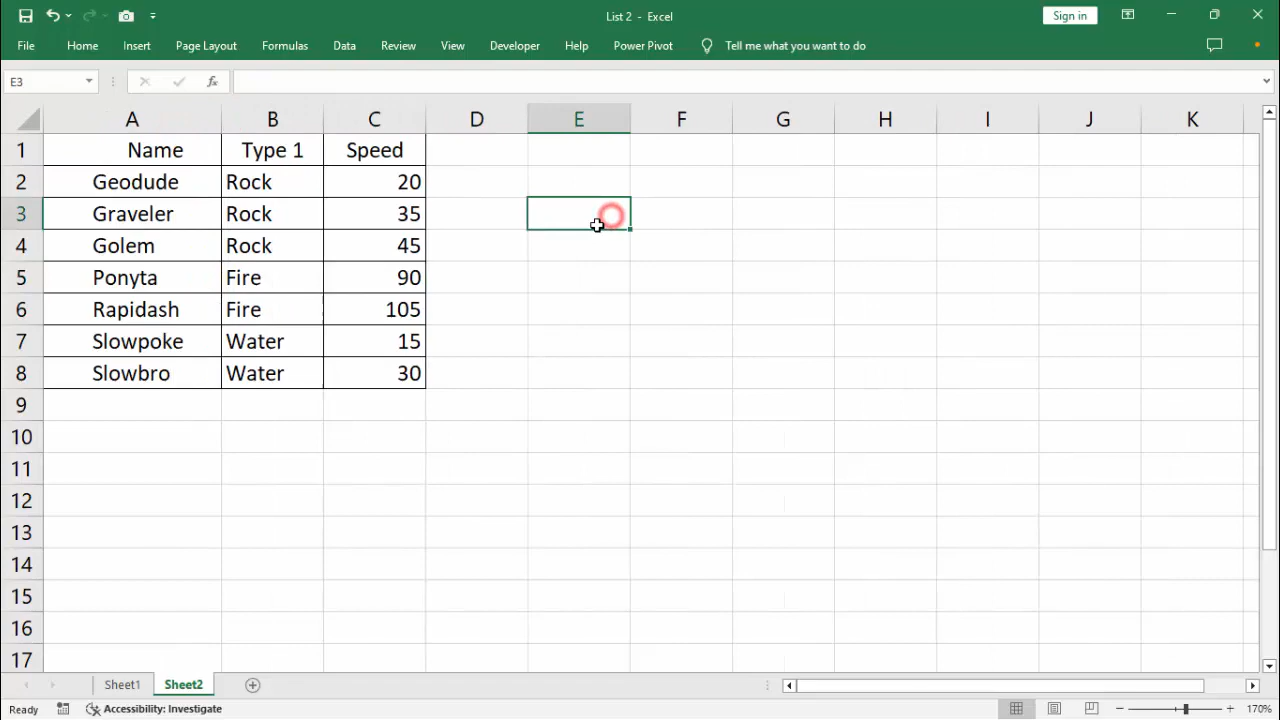 List 2 - Excel
Sign in
File Home Insert Page Layout Formulas Data Review View Developer Help Power Pivot Tell me what you want to do
E3 fx
A B C D E F G H I J K
1 Name Type 1 Speed
2 Geodude Rock 20
3 Graveler Rock 35
4 Golem Rock 45
5 Ponyta Fire 90
6 Rapidash Fire 105
7 Slowpoke Water 15
8 Slowbro Water 30
9
10
11
12
13
14
15
16
17
Sheet1 Sheet2
Ready Accessibility: Investigate 170%